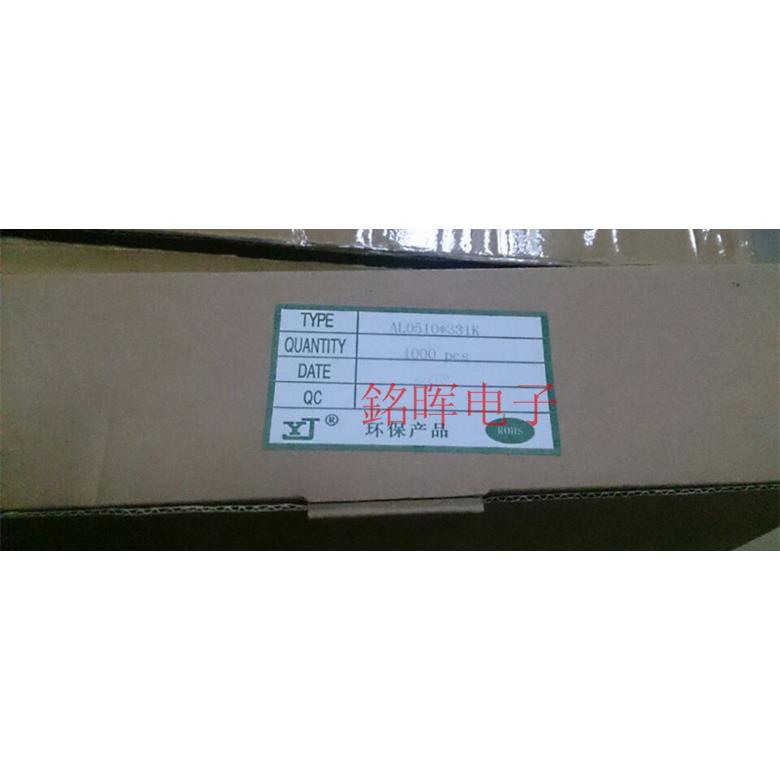 TYPE AL0510*331K
QUANTITY 1000 pcs
DATE
QC
銘晖电子
YJ ® 环保产品 ROHS